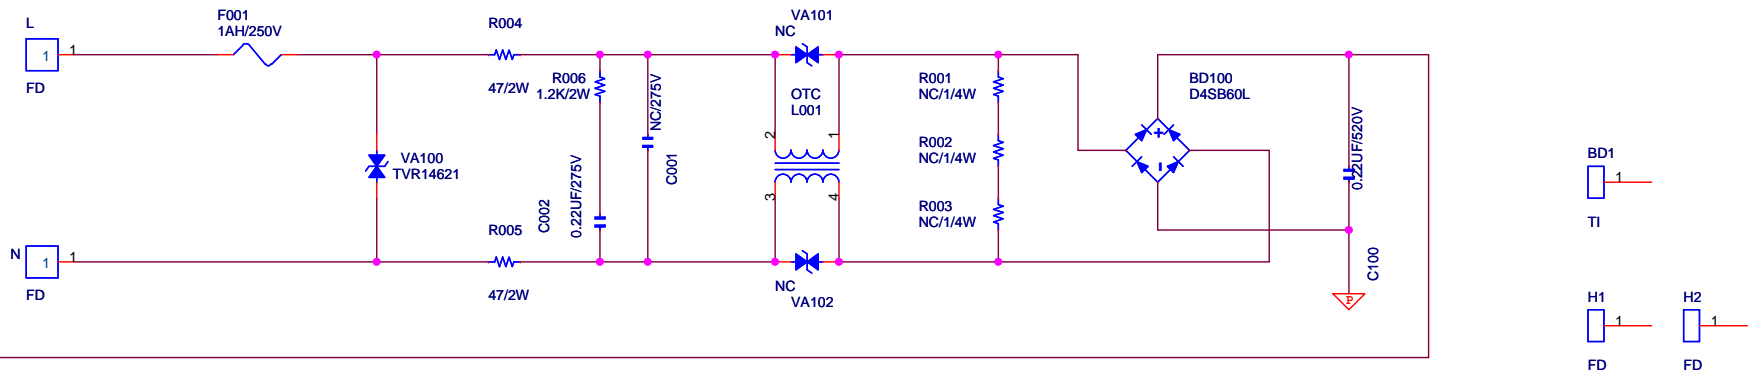 L
1
1
FD
F001
1AH/250V
R004
47/2W
R006
1.2K/2W
NC/275V
C001
VA101
NC
OTC
L001
2
1
3
4
R001
NC/1/4W
R002
NC/1/4W
R003
NC/1/4W
BD100
D4SB60L
0.22UF/520V
C100
P
VA100
TVR14621
C002
0.22UF/275V
N
1
1
FD
R005
47/2W
NC
VA102
BD1
1
TI
H1
1
FD
H2
1
FD